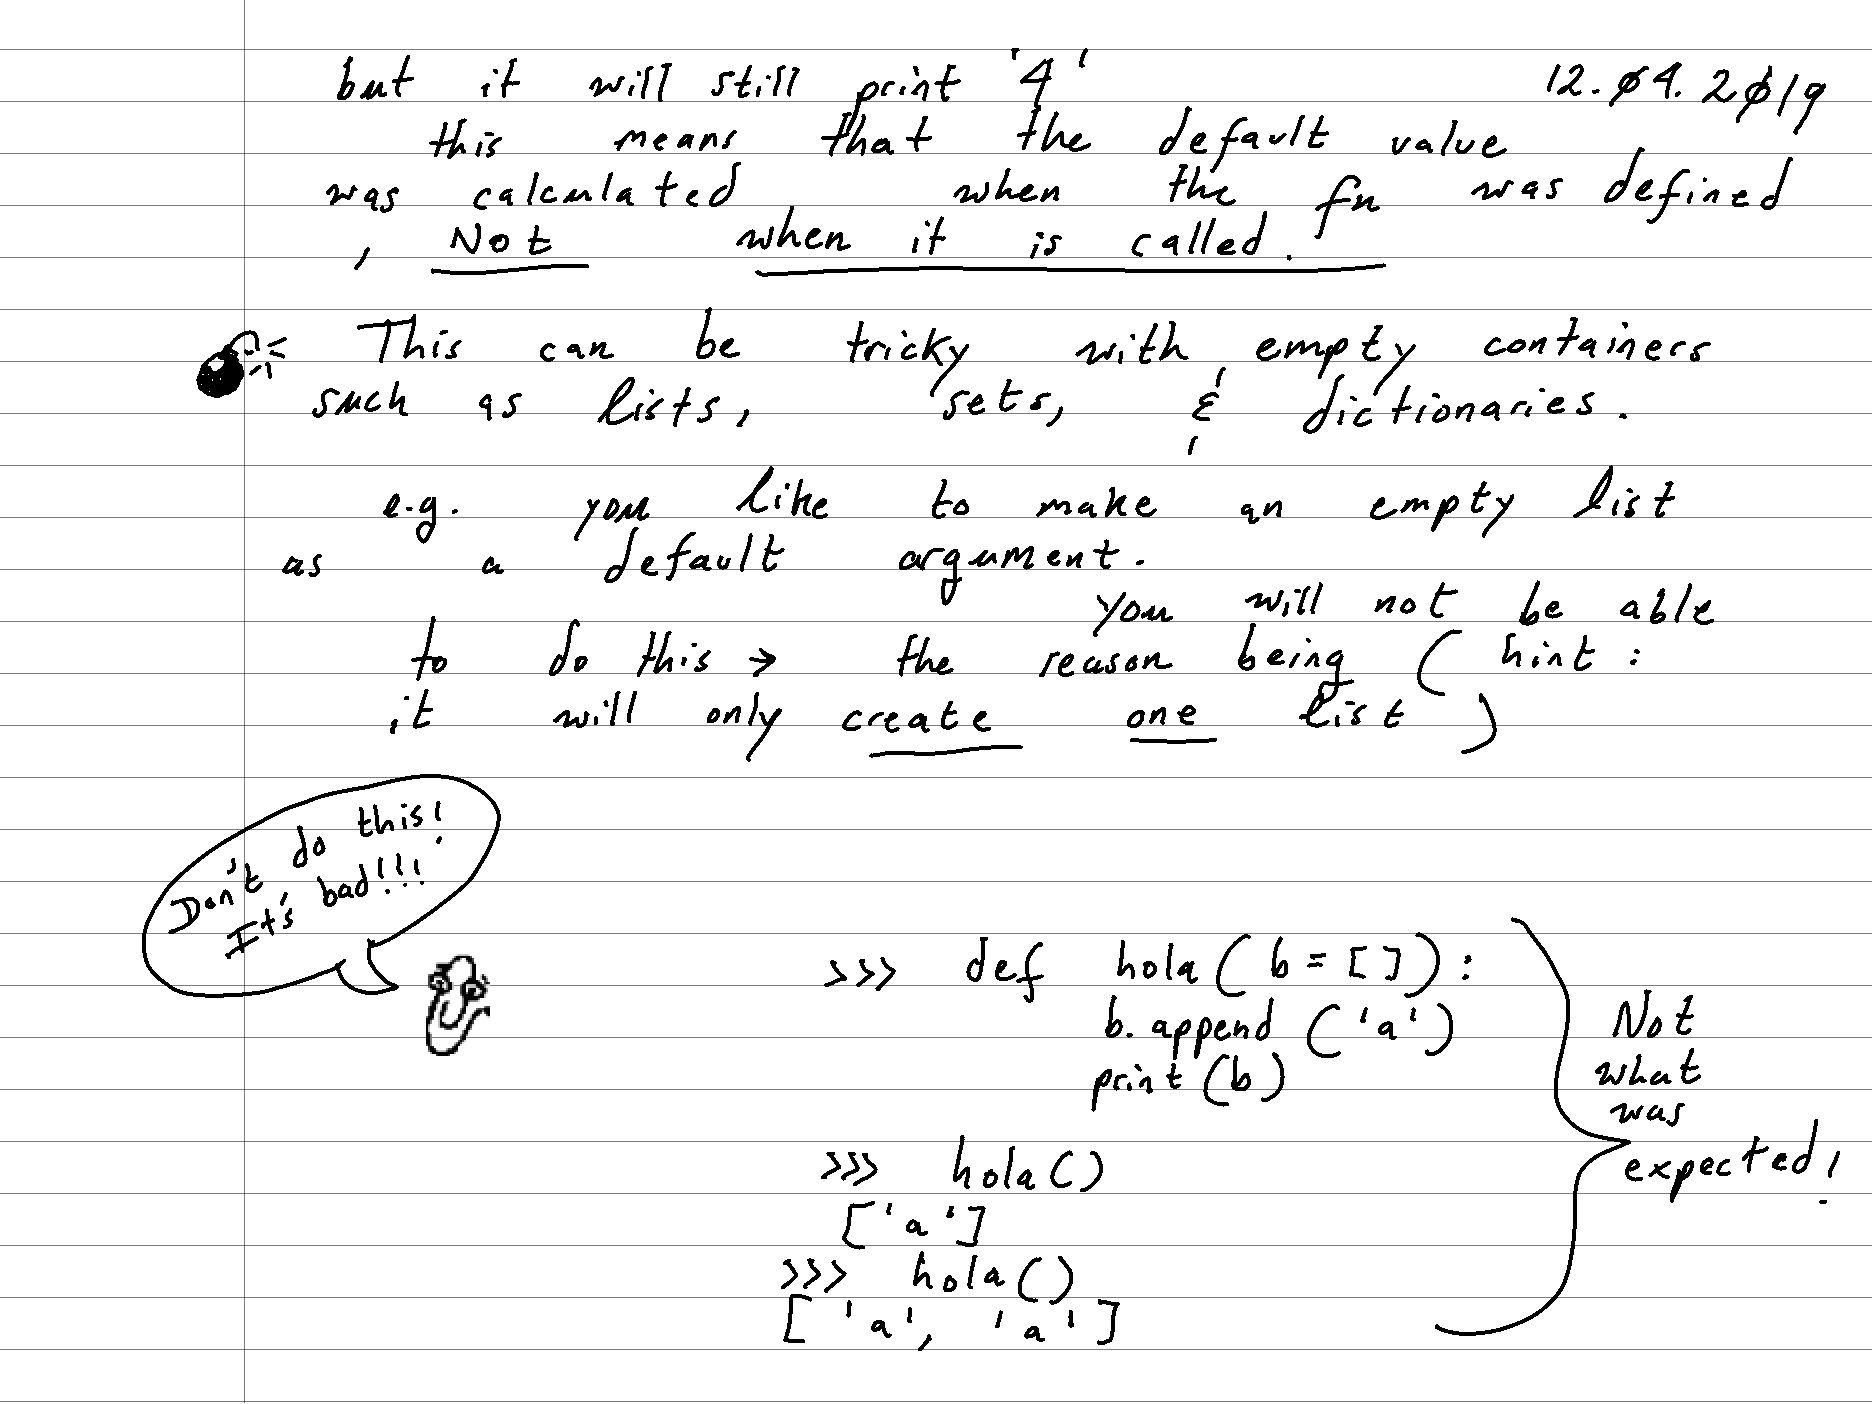 but it will still print '4'
12.04.2019
this means that the default value
was calculated when the fn was defined
, Not when it is called.
This can be tricky with empty containers
such as lists, sets, & dictionaries.
e.g. you like to make an empty list
as a default argument.
You will not be able
to do this → the reason being (hint:
it will only create one list)
Don't do this!
It's bad!!!
>>> def hola(b=[]):
b.append('a')
print(b)
>>> hola()
['a']
>>> hola()
['a', 'a']
Not
what
was
expected!